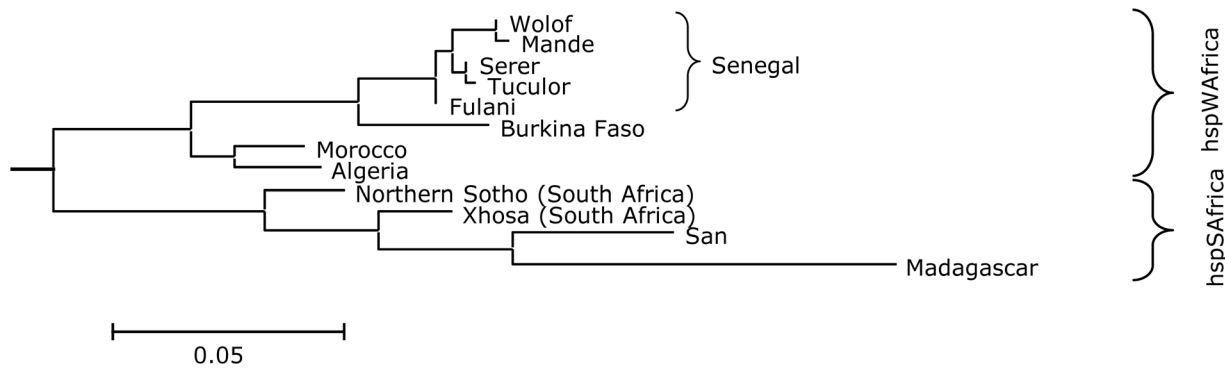 Wolof
Mande
Serer
Tuculor
Fulani
Senegal
Burkina Faso
Morocco
Algeria
Northern Sotho (South Africa)
Xhosa (South Africa)
San
Madagascar
hspWAfrica
hspSAfrica
0.05